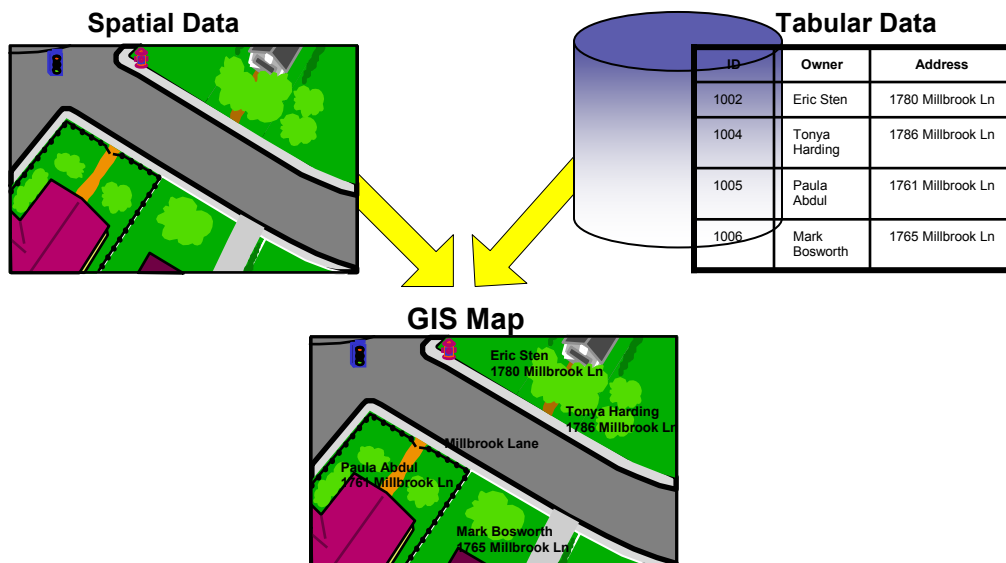 Spatial Data
Tabular Data
ID Owner Address
1002 Eric Sten 1780 Millbrook Ln
1004 Tonya Harding 1786 Millbrook Ln
1005 Paula Abdul 1761 Millbrook Ln
1006 Mark Bosworth 1765 Millbrook Ln
GIS Map
Eric Sten
1780 Millbrook Ln
Tonya Harding
1786 Millbrook Ln
Millbrook Lane
Paula Abdul
1761 Millbrook Ln
Mark Bosworth
1765 Millbrook Ln